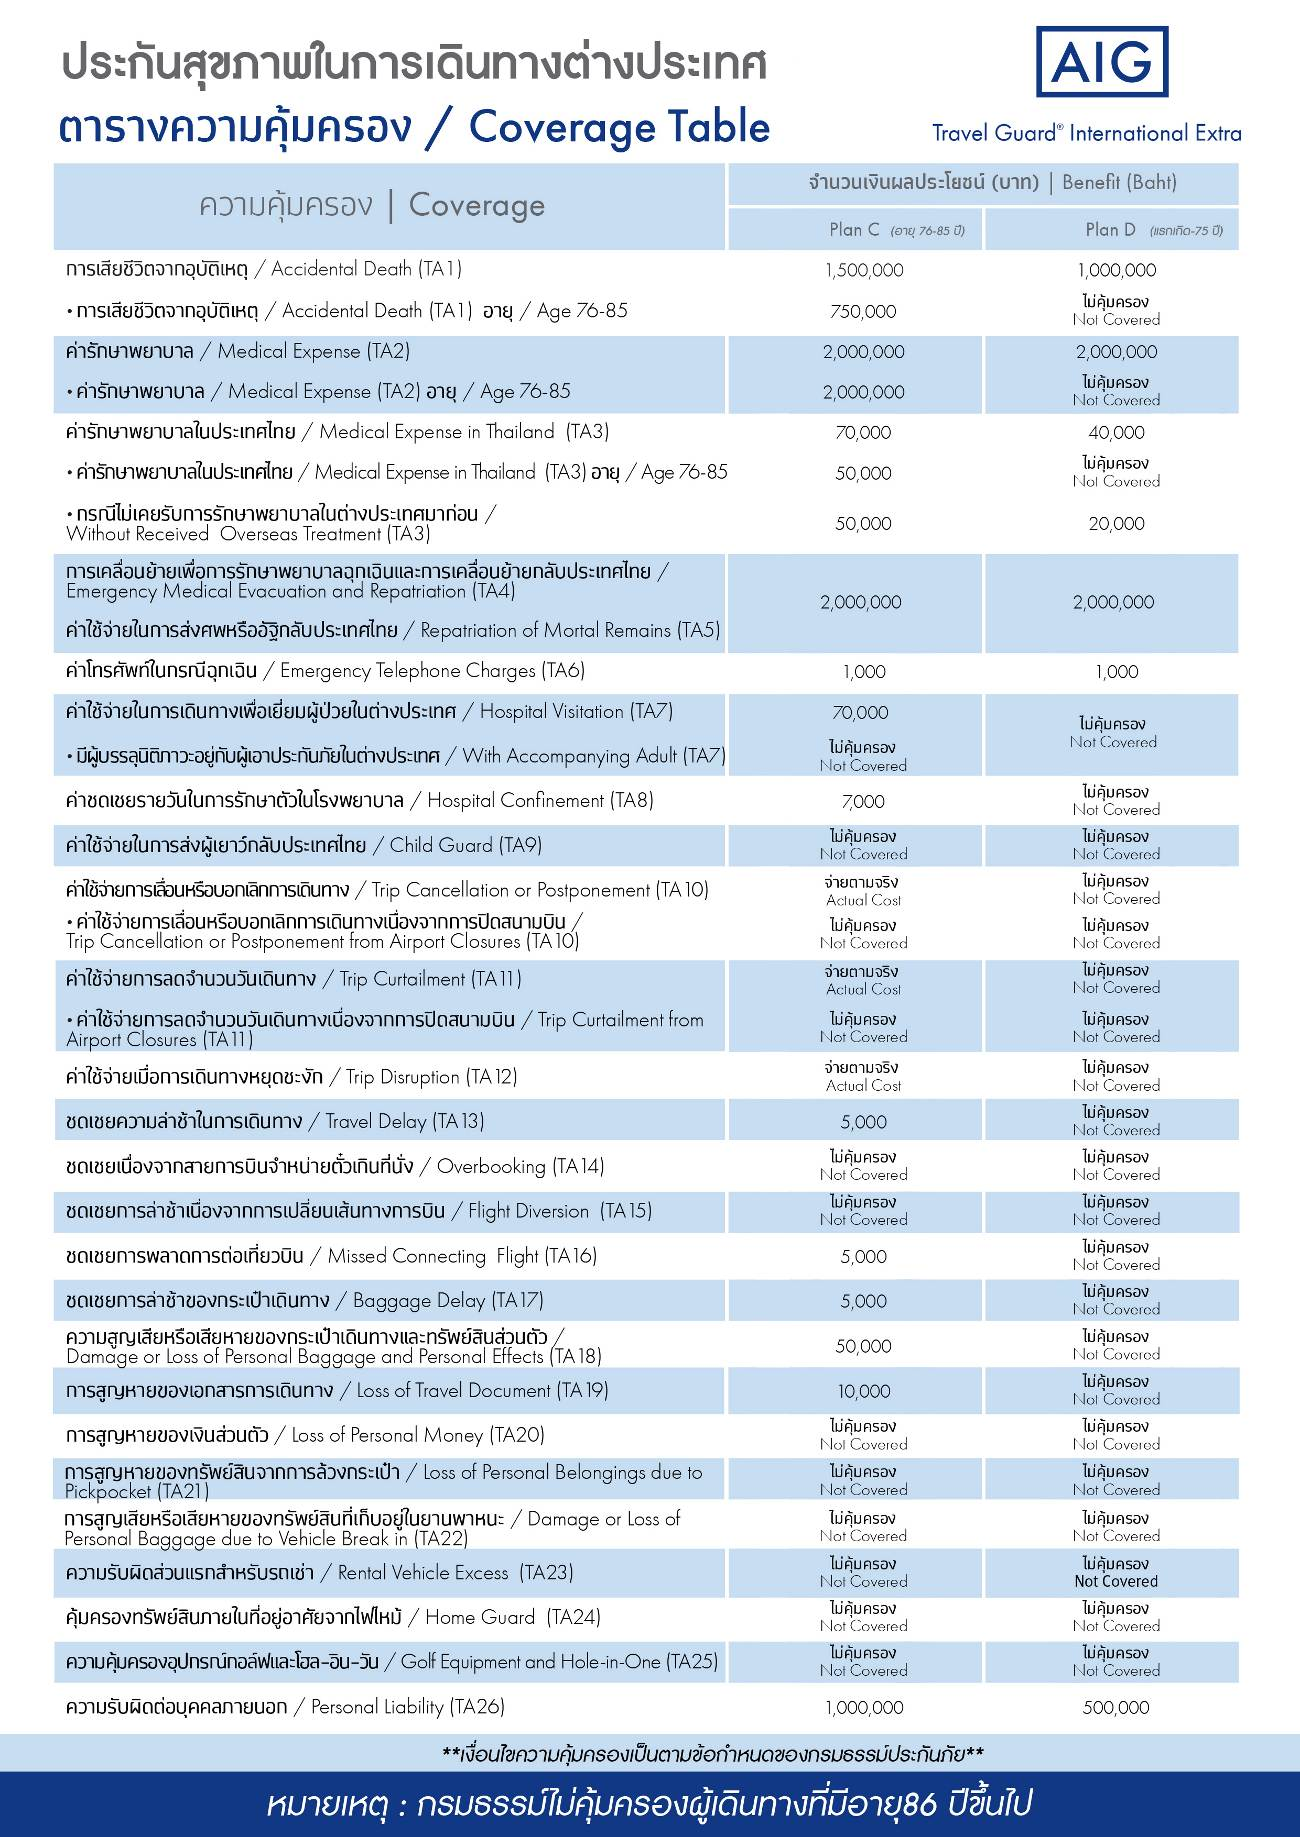 ประกันสุขภาพในการเดินทางต่างประเทศ
ตารางความคุ้มครอง / Coverage Table
AIG
Travel Guard® International Extra
ความคุ้มครอง | Coverage
จำนวนเงินผลประโยชน์ (บาท) | Benefit (Baht)
Plan C (อายุ 76-85 ปี) Plan D (แรกเกิด-75 ปี)
การเสียชีวิตจากอุบัติเหตุ / Accidental Death (TA1) 1,500,000 1,000,000
• การเสียชีวิตจากอุบัติเหตุ / Accidental Death (TA1) อายุ / Age 76-85 750,000 ไม่คุ้มครอง
Not Covered
ค่ารักษาพยาบาล / Medical Expense (TA2) 2,000,000 2,000,000
• ค่ารักษาพยาบาล / Medical Expense (TA2) อายุ / Age 76-85 2,000,000 ไม่คุ้มครอง
Not Covered
ค่ารักษาพยาบาลในประเทศไทย / Medical Expense in Thailand (TA3) 70,000 40,000
• ค่ารักษาพยาบาลในประเทศไทย / Medical Expense in Thailand (TA3) อายุ / Age 76-85 50,000 ไม่คุ้มครอง
Not Covered
• กรณีไม่เคยรับการรักษาพยาบาลในต่างประเทศมาก่อน /
Without Received Overseas Treatment (TA3) 50,000 20,000
การเคลื่อนย้ายเพื่อการรักษาพยาบาลฉุกเฉินและการเคลื่อนย้ายกลับประเทศไทย /
Emergency Medical Evacuation and Repatriation (TA4)
2,000,000 2,000,000
ค่าใช้จ่ายในการส่งศพหรืออัฐิกลับประเทศไทย / Repatriation of Mortal Remains (TA5)
ค่าโทรศัพท์ในกรณีฉุกเฉิน / Emergency Telephone Charges (TA6) 1,000 1,000
ค่าใช้จ่ายในการเดินทางเพื่อเยี่ยมผู้ป่วยในต่างประเทศ / Hospital Visitation (TA7) 70,000 ไม่คุ้มครอง
Not Covered
• มีผู้บรรลุนิติภาวะอยู่กับผู้เอาประกันภัยในต่างประเทศ / With Accompanying Adult (TA7) ไม่คุ้มครอง
Not Covered
ค่าชดเชยรายวันในการรักษาตัวในโรงพยาบาล / Hospital Confinement (TA8) 7,000 ไม่คุ้มครอง
Not Covered
ค่าใช้จ่ายในการส่งผู้เยาว์กลับประเทศไทย / Child Guard (TA9) ไม่คุ้มครอง ไม่คุ้มครอง
Not Covered Not Covered
ค่าใช้จ่ายการเลื่อนหรือบอกเลิกการเดินทาง / Trip Cancellation or Postponement (TA10) จ่ายตามจริง ไม่คุ้มครอง
Actual Cost Not Covered
• ค่าใช้จ่ายการเลื่อนหรือบอกเลิกการเดินทางเนื่องจากการปิดสนามบิน / ไม่คุ้มครอง ไม่คุ้มครอง
Trip Cancellation or Postponement from Airport Closures (TA10) Not Covered Not Covered
ค่าใช้จ่ายการลดจำนวนวันเดินทาง / Trip Curtailment (TA11) จ่ายตามจริง ไม่คุ้มครอง
Actual Cost Not Covered
• ค่าใช้จ่ายการลดจำนวนวันเดินทางเนื่องจากการปิดสนามบิน / Trip Curtailment from ไม่คุ้มครอง ไม่คุ้มครอง
Airport Closures (TA11) Not Covered Not Covered
ค่าใช้จ่ายเมื่อการเดินทางหยุดชะงัก / Trip Disruption (TA12) จ่ายตามจริง ไม่คุ้มครอง
Actual Cost Not Covered
ชดเชยความล่าช้าในการเดินทาง / Travel Delay (TA13) 5,000 ไม่คุ้มครอง
Not Covered
ชดเชยเนื่องจากสายการบินจำหน่ายตั๋วเกินที่นั่ง / Overbooking (TA14) ไม่คุ้มครอง ไม่คุ้มครอง
Not Covered Not Covered
ชดเชยการล่าช้าเนื่องจากการเปลี่ยนเส้นทางการบิน / Flight Diversion (TA15) ไม่คุ้มครอง ไม่คุ้มครอง
Not Covered Not Covered
ชดเชยการพลาดการต่อเที่ยวบิน / Missed Connecting Flight (TA16) 5,000 ไม่คุ้มครอง
Not Covered
ชดเชยการล่าช้าของกระเป๋าเดินทาง / Baggage Delay (TA17) 5,000 ไม่คุ้มครอง
Not Covered
ความสูญเสียหรือเสียหายของกระเป๋าเดินทางและทรัพย์สินส่วนตัว / 50,000 ไม่คุ้มครอง
Damage or Loss of Personal Baggage and Personal Effects (TA18) Not Covered
การสูญหายของเอกสารการเดินทาง / Loss of Travel Document (TA19) 10,000 ไม่คุ้มครอง
Not Covered
การสูญหายของเงินส่วนตัว / Loss of Personal Money (TA20) ไม่คุ้มครอง ไม่คุ้มครอง
Not Covered Not Covered
การสูญหายของทรัพย์สินจากการล้วงกระเป๋า / Loss of Personal Belongings due to ไม่คุ้มครอง ไม่คุ้มครอง
Pickpocket (TA21) Not Covered Not Covered
การสูญเสียหรือเสียหายของทรัพย์สินที่เก็บอยู่ในยานพาหนะ / Damage or Loss of ไม่คุ้มครอง ไม่คุ้มครอง
Personal Baggage due to Vehicle Break in (TA22) Not Covered Not Covered
ความรับผิดส่วนแรกสำหรับรถเช่า / Rental Vehicle Excess (TA23) ไม่คุ้มครอง ไม่คุ้มครอง
Not Covered Not Covered
คุ้มครองทรัพย์สินภายในที่อยู่อาศัยจากไฟไหม้ / Home Guard (TA24) ไม่คุ้มครอง ไม่คุ้มครอง
Not Covered Not Covered
ความคุ้มครองอุปกรณ์กอล์ฟและโฮล-อิน-วัน / Golf Equipment and Hole-in-One (TA25) ไม่คุ้มครอง ไม่คุ้มครอง
Not Covered Not Covered
ความรับผิดต่อบุคคลภายนอก / Personal Liability (TA26) 1,000,000 500,000
**เงื่อนไขความคุ้มครองเป็นตามข้อกำหนดของกรมธรรม์ประกันภัย**
หมายเหตุ : กรมธรรม์ไม่คุ้มครองผู้เดินทางที่มีอายุ86 ปีขึ้นไป